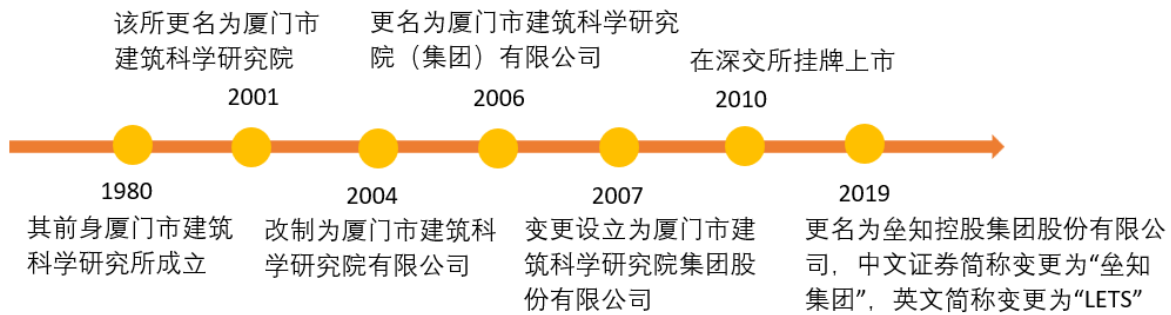 该所更名为厦门市
建筑科学研究院
2001
更名为厦门市建筑科学研究
院（集团）有限公司
2006
在深交所挂牌上市
2010
1980
其前身厦门市建筑
科学研究所成立
2004
改制为厦门市建筑科
学研究院有限公司
2007
变更设立为厦门市建
筑科学研究院集团股
份有限公司
2019
更名为垒知控股集团股份有限公
司，中文证券简称变更为“垒知
集团”，英文简称变更为“LETS”